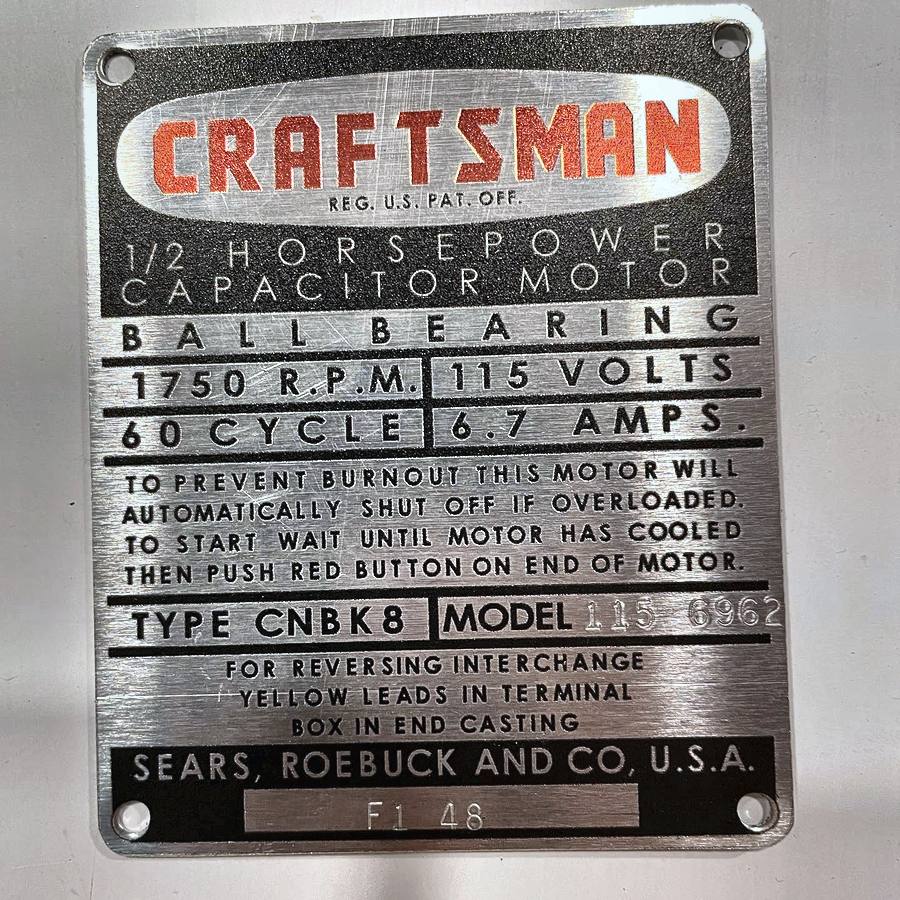 CRAFTSMAN
REG. U.S. PAT. OFF.
1/2 HORSEPOWER
CAPACITOR MOTOR
BALL BEARING
1750 R.P.M. 115 VOLTS
60 CYCLE 6.7 AMPS.
TO PREVENT BURNOUT THIS MOTOR WILL
AUTOMATICALLY SHUT OFF IF OVERLOADED.
TO START WAIT UNTIL MOTOR HAS COOLED
THEN PUSH RED BUTTON ON END OF MOTOR.
TYPE CNBK8 MODEL 115 6962
FOR REVERSING INTERCHANGE
YELLOW LEADS IN TERMINAL
BOX IN END CASTING
SEARS, ROEBUCK AND CO, U.S.A.
F1 48